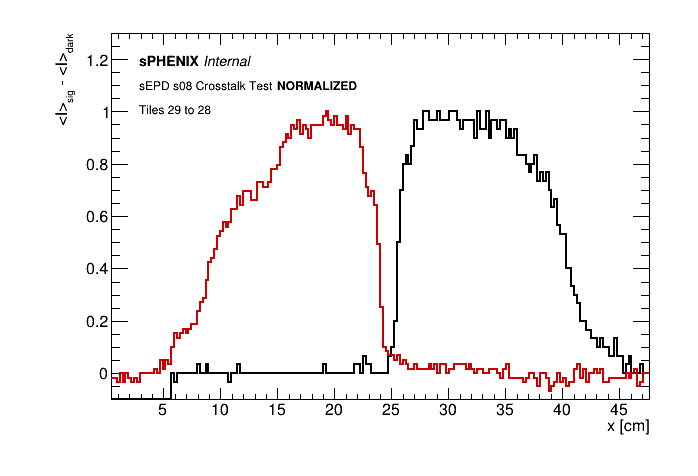 <I>sig - <I>dark
sPHENIX Internal
sEPD s08 Crosstalk Test NORMALIZED
Tiles 29 to 28
1.2
1
0.8
0.6
0.4
0.2
0
5 10 15 20 25 30 35 40 45
x [cm]